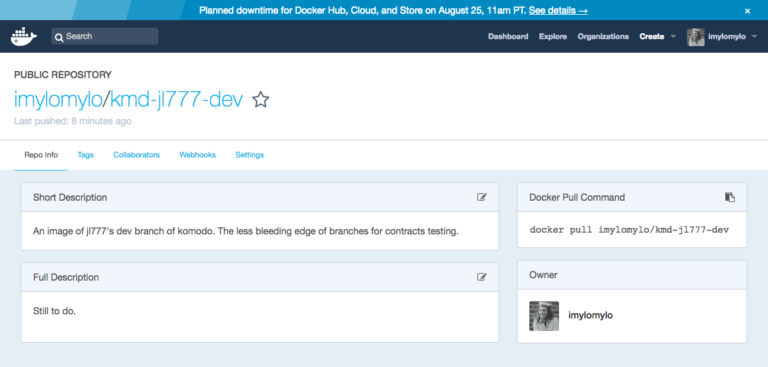 Planned downtime for Docker Hub, Cloud, and Store on August 25, 11am PT. See details →
×
Search
Dashboard Explore Organizations Create imylomylo
PUBLIC REPOSITORY
imylomylo/kmd-jl777-dev
Last pushed: 8 minutes ago
Repo Info Tags Collaborators Webhooks Settings
Short Description
An image of jl777's dev branch of komodo. The less bleeding edge of branches for contracts testing.
Full Description
Still to do.
Docker Pull Command
docker pull imylomylo/kmd-jl777-dev
Owner
imylomylo